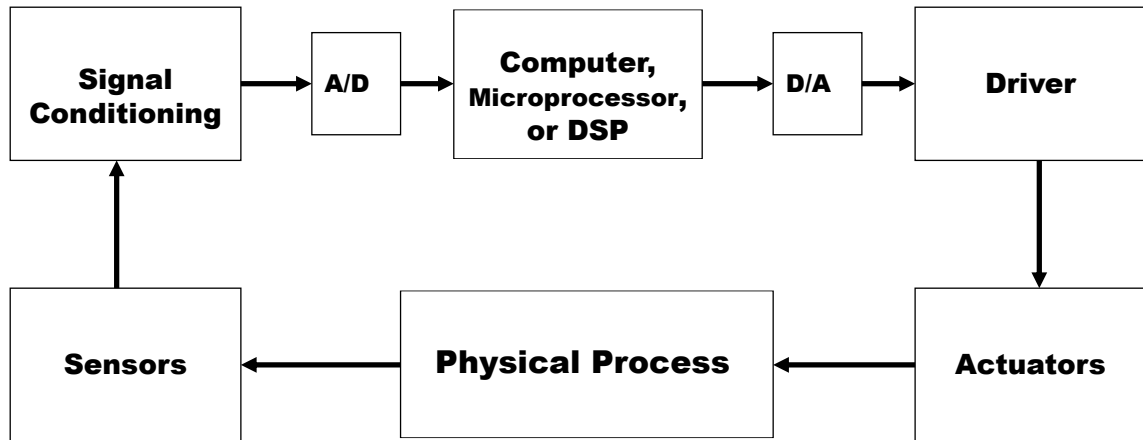 Signal
Conditioning
A/D
Computer,
Microprocessor,
or DSP
D/A
Driver
Sensors
Physical Process
Actuators